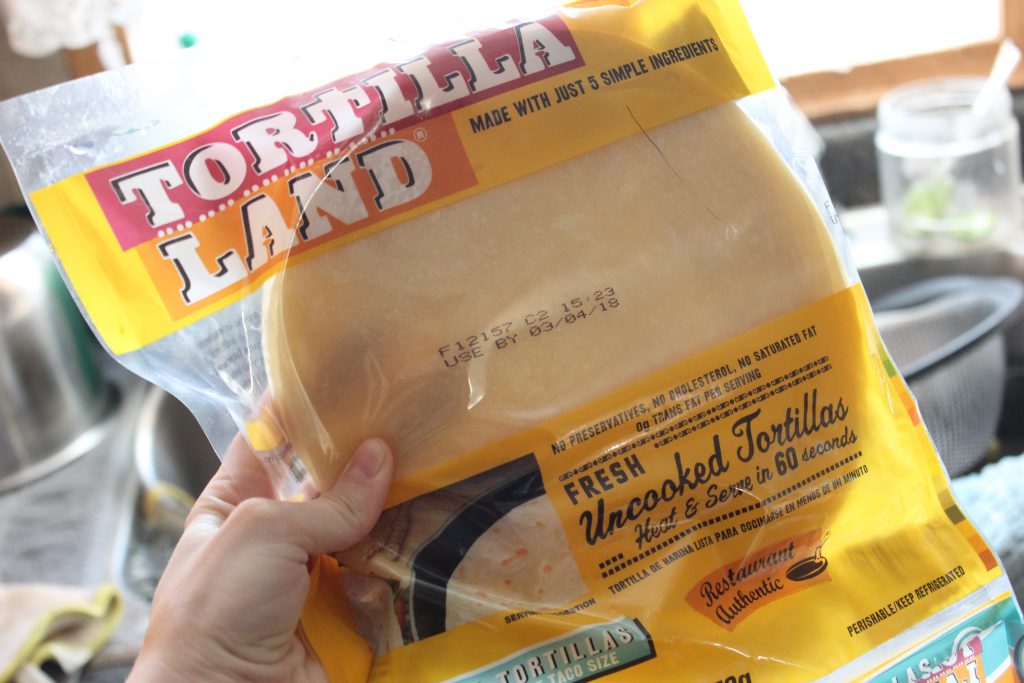 TORTILLA
LAND®
MADE WITH JUST 5 SIMPLE INGREDIENTS
F12157 C2 15:23
USE BY 03/04/18
NO PRESERVATIVES, NO CHOLESTEROL, NO SATURATED FAT
0g TRANS FAT PER SERVING
FRESH
Uncooked Tortillas
Heat & Serve in 60 seconds
TORTILLA DE HARINA LISTA PARA COCINARSE EN MENOS DE UN MINUTO
Restaurant
Authentic
PERISHABLE/KEEP REFRIGERATED
TORTILLAS
TACO SIZE